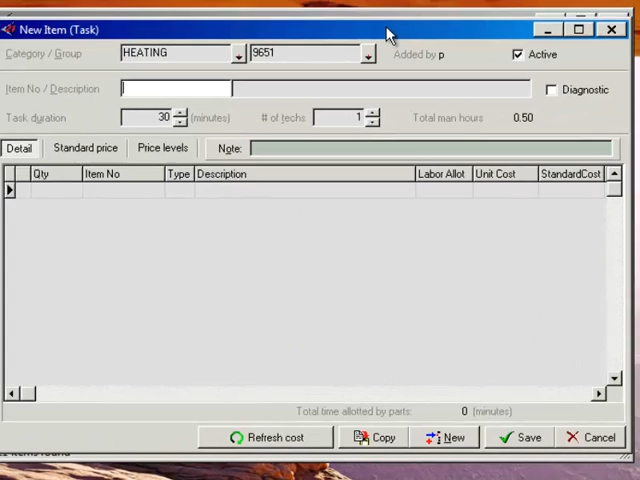 New Item (Task)
Category / Group HEATING 9651 Added by p Active
Item No / Description Diagnostic
Task duration 30 (minutes) # of techs 1 Total man hours 0.50
Detail Standard price Price levels Note:
Qty Item No Type Description Labor Allot Unit Cost StandardCost
Total time allotted by parts: 0 (minutes)
Refresh cost Copy New Save Cancel
items found